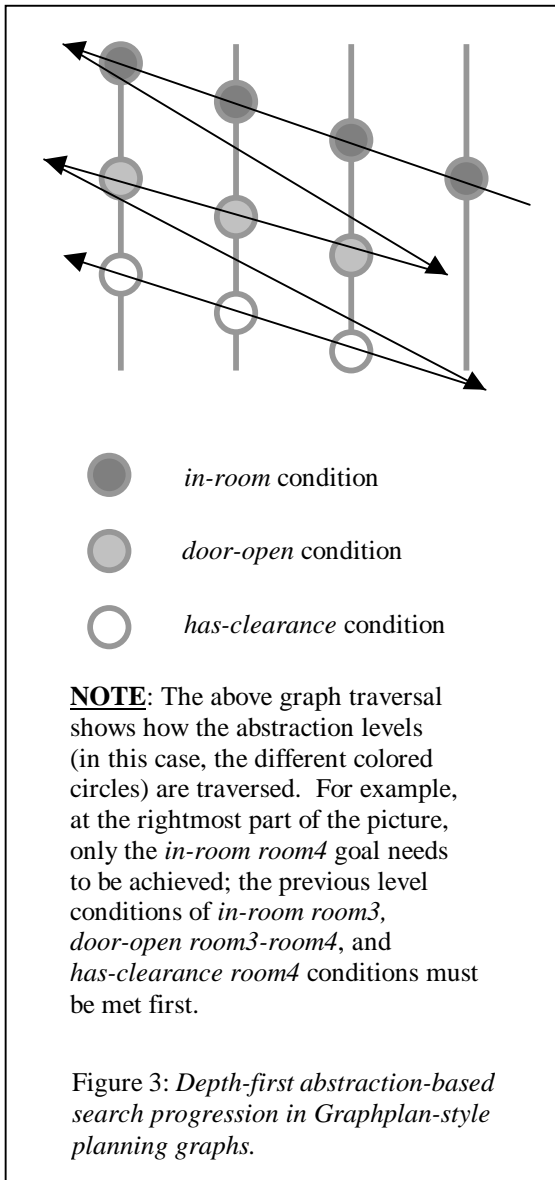 in-room condition
door-open condition
has-clearance condition
NOTE: The above graph traversal
shows how the abstraction levels
(in this case, the different colored
circles) are traversed. For example,
at the rightmost part of the picture,
only the in-room room4 goal needs
to be achieved; the previous level
conditions of in-room room3,
door-open room3-room4, and
has-clearance room4 conditions must
be met first.
Figure 3: Depth-first abstraction-based
search progression in Graphplan-style
planning graphs.